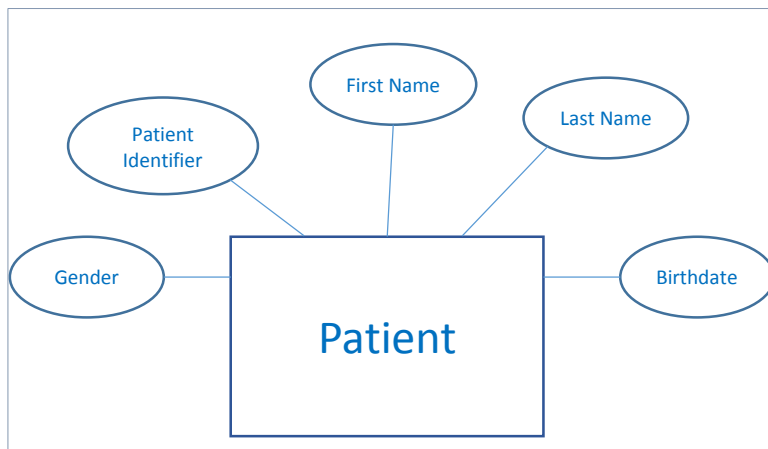 First Name
Last Name
Patient
Identifier
Gender
Birthdate
Patient